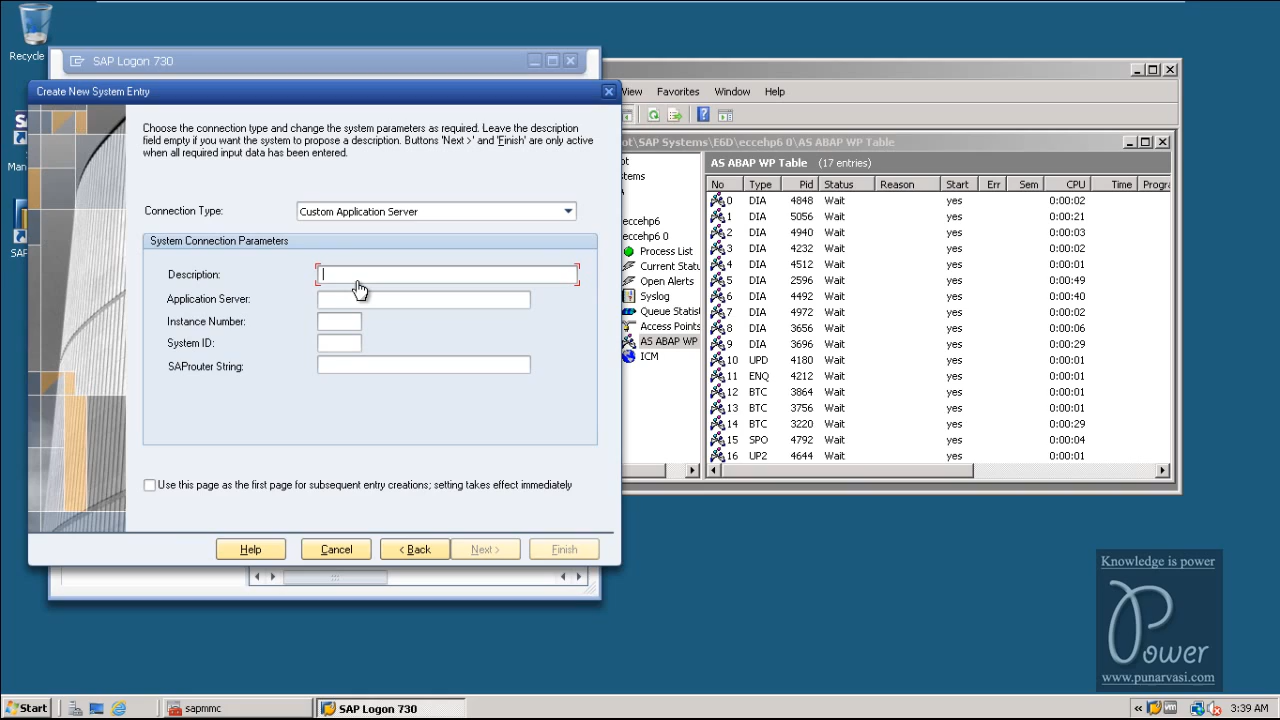 Recycle
SAP Logon 730
Create New System Entry
Choose the connection type and change the system parameters as required. Leave the description
field empty if you want the system to propose a description. Button 'Next >' and 'Finish' are only active
when all required input data has been entered.
Connection Type:
Custom Application Server
System Connection Parameters
Description:
Application Server:
Instance Number:
System ID:
SAProuter String:
Use this page as the first page for subsequent entry creations; setting takes effect immediately
Help
Cancel
< Back
Next >
Finish
View Favorites Window Help
\SAP Systems\E6D\eccehp6 0\AS ABAP WP Table
eccehp6
eccehp6 0
Process List
Current Statu
Open Alerts
Syslog
Queue Statist
Access Points
AS ABAP WP
ICM
AS ABAP WP Table (17 entries)
No Type Pid Status Reason Start Err Sem CPU Time Progra
0 DIA 4848 Wait yes 0:00:02
1 DIA 5056 Wait yes 0:00:21
2 DIA 4940 Wait yes 0:00:03
3 DIA 4232 Wait yes 0:00:02
4 DIA 4512 Wait yes 0:00:01
5 DIA 2596 Wait yes 0:00:49
6 DIA 4492 Wait yes 0:00:40
7 DIA 4972 Wait yes 0:00:02
8 DIA 3656 Wait yes 0:00:06
9 DIA 3696 Wait yes 0:00:01
10 UPD 4180 Wait yes 0:00:01
11 ENQ 4212 Wait yes 0:00:01
12 BTC 3864 Wait yes 0:00:01
13 BTC 3756 Wait yes 0:00:01
14 BTC 3220 Wait yes 0:00:29
15 SPO 4792 Wait yes 0:00:04
16 UP2 4644 Wait yes 0:00:01
Knowledge is power
Power
www.punarvasi.com
Start
sapmmc
SAP Logon 730
3:39 AM